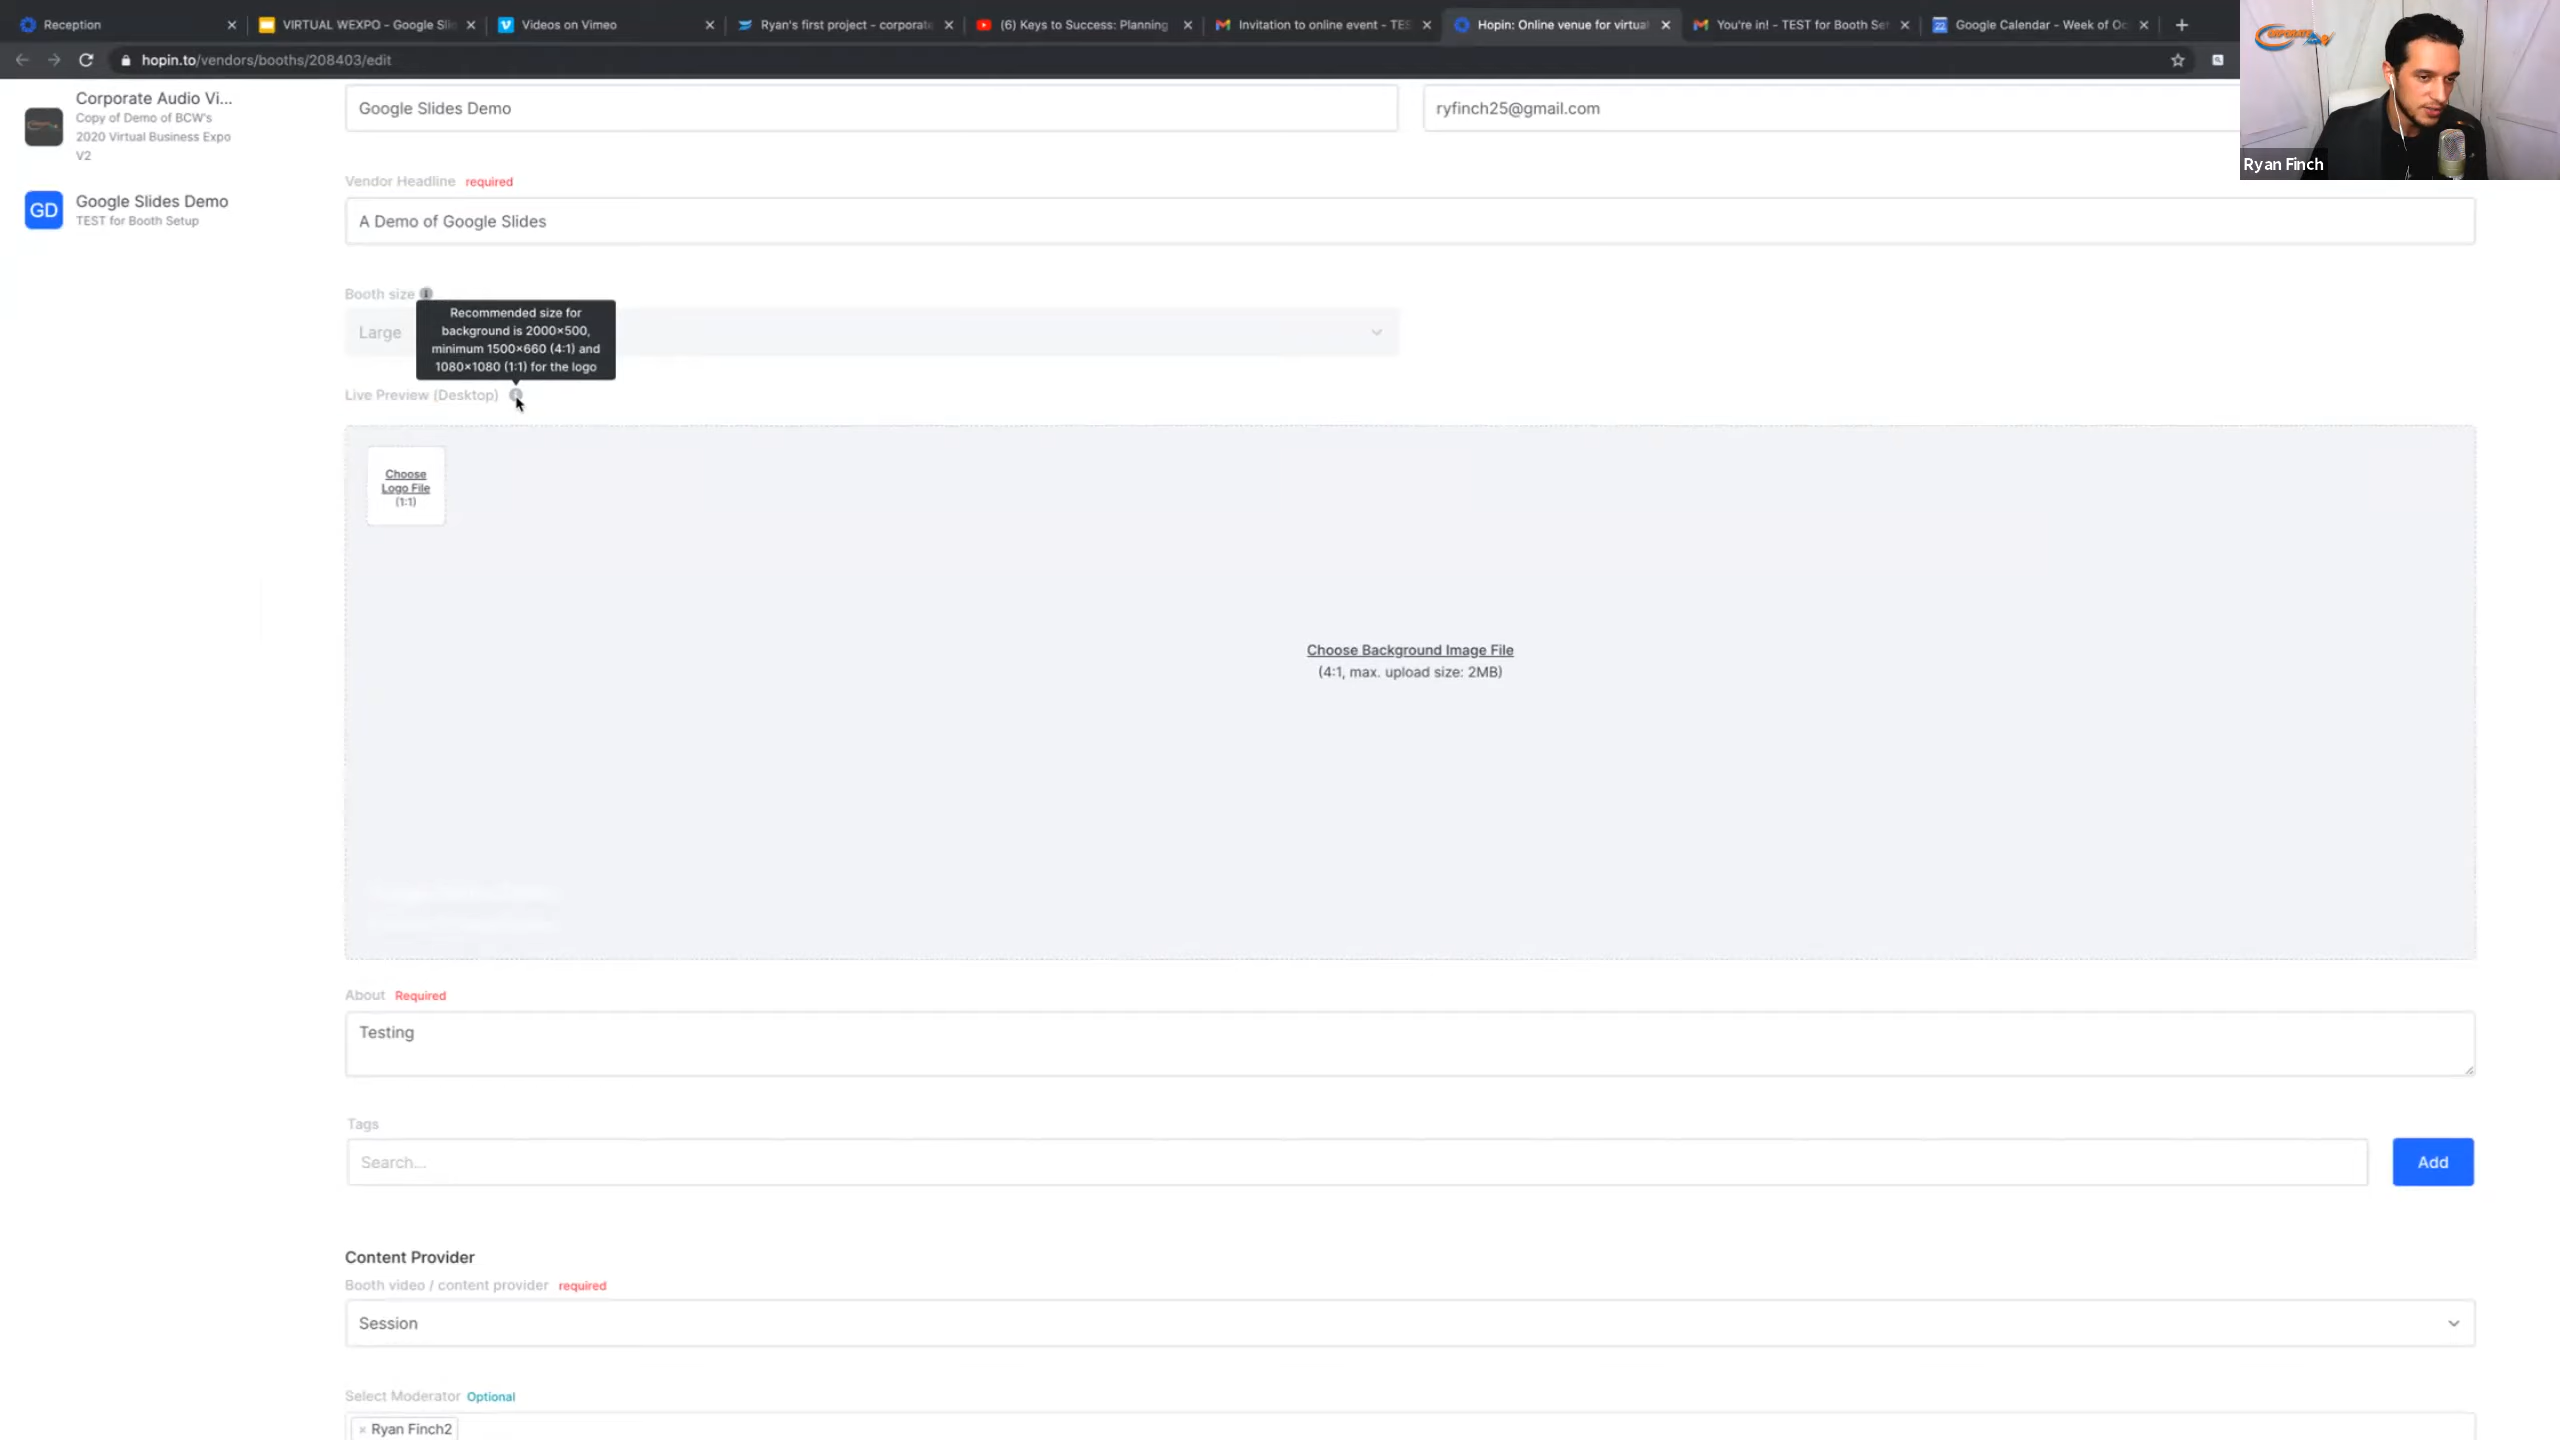 Reception
VIRTUAL WEXPO - Google Sli
Videos on Vimeo
Ryan's first project - corporate
(6) Keys to Success: Planning
Invitation to online event - TES
Hopin: Online venue for virtual
You're in! - TEST for Booth Set
Google Calendar - Week of Oc
hopin.to/vendors/booths/208403/edit
CORPORATE
Ryan Finch
Corporate Audio Vi...
Copy of Demo of BCW's
2020 Virtual Business Expo
V2
GD
Google Slides Demo
TEST for Booth Setup
Google Slides Demo
ryfinch25@gmail.com
Vendor Headline required
A Demo of Google Slides
Booth size
Large
Recommended size for
background is 2000×500,
minimum 1500×660 (4:1) and
1080×1080 (1:1) for the logo
Live Preview (Desktop)
Choose
Logo File
(1:1)
Choose Background Image File
(4:1, max. upload size: 2MB)
About Required
Testing
Tags
Search...
Add
Content Provider
Booth video / content provider required
Session
Select Moderator Optional
× Ryan Finch2